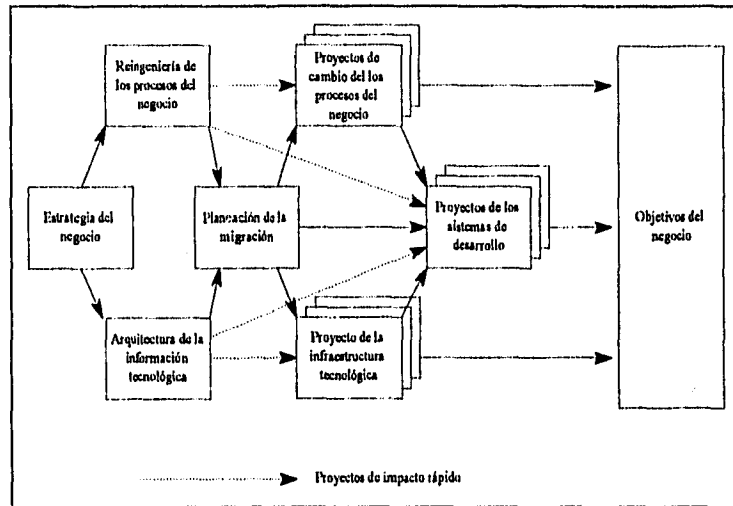 Reingeniería de
los procesos del
negocio
Proyectos de
cambio del los
procesos del
negocio
Estrategia del
negocio
Planeación de la
migración
Proyectos de los
sistemas de
desarrollo
Objetivos del
negocio
Arquitectura de la
información
tecnológica
Proyecto de la
infraestructura
tecnológica
Proyectos de impacto rápido